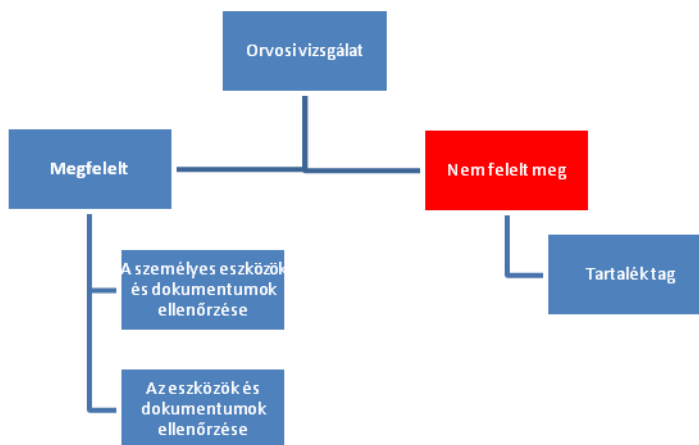 Orvosi vizsgálat
Megfelelt
Nem felelt meg
A személyes eszközök
és dokumentumok
ellenőrzése
Tartalék tag
Az eszközök és
dokumentumok
ellenőrzése